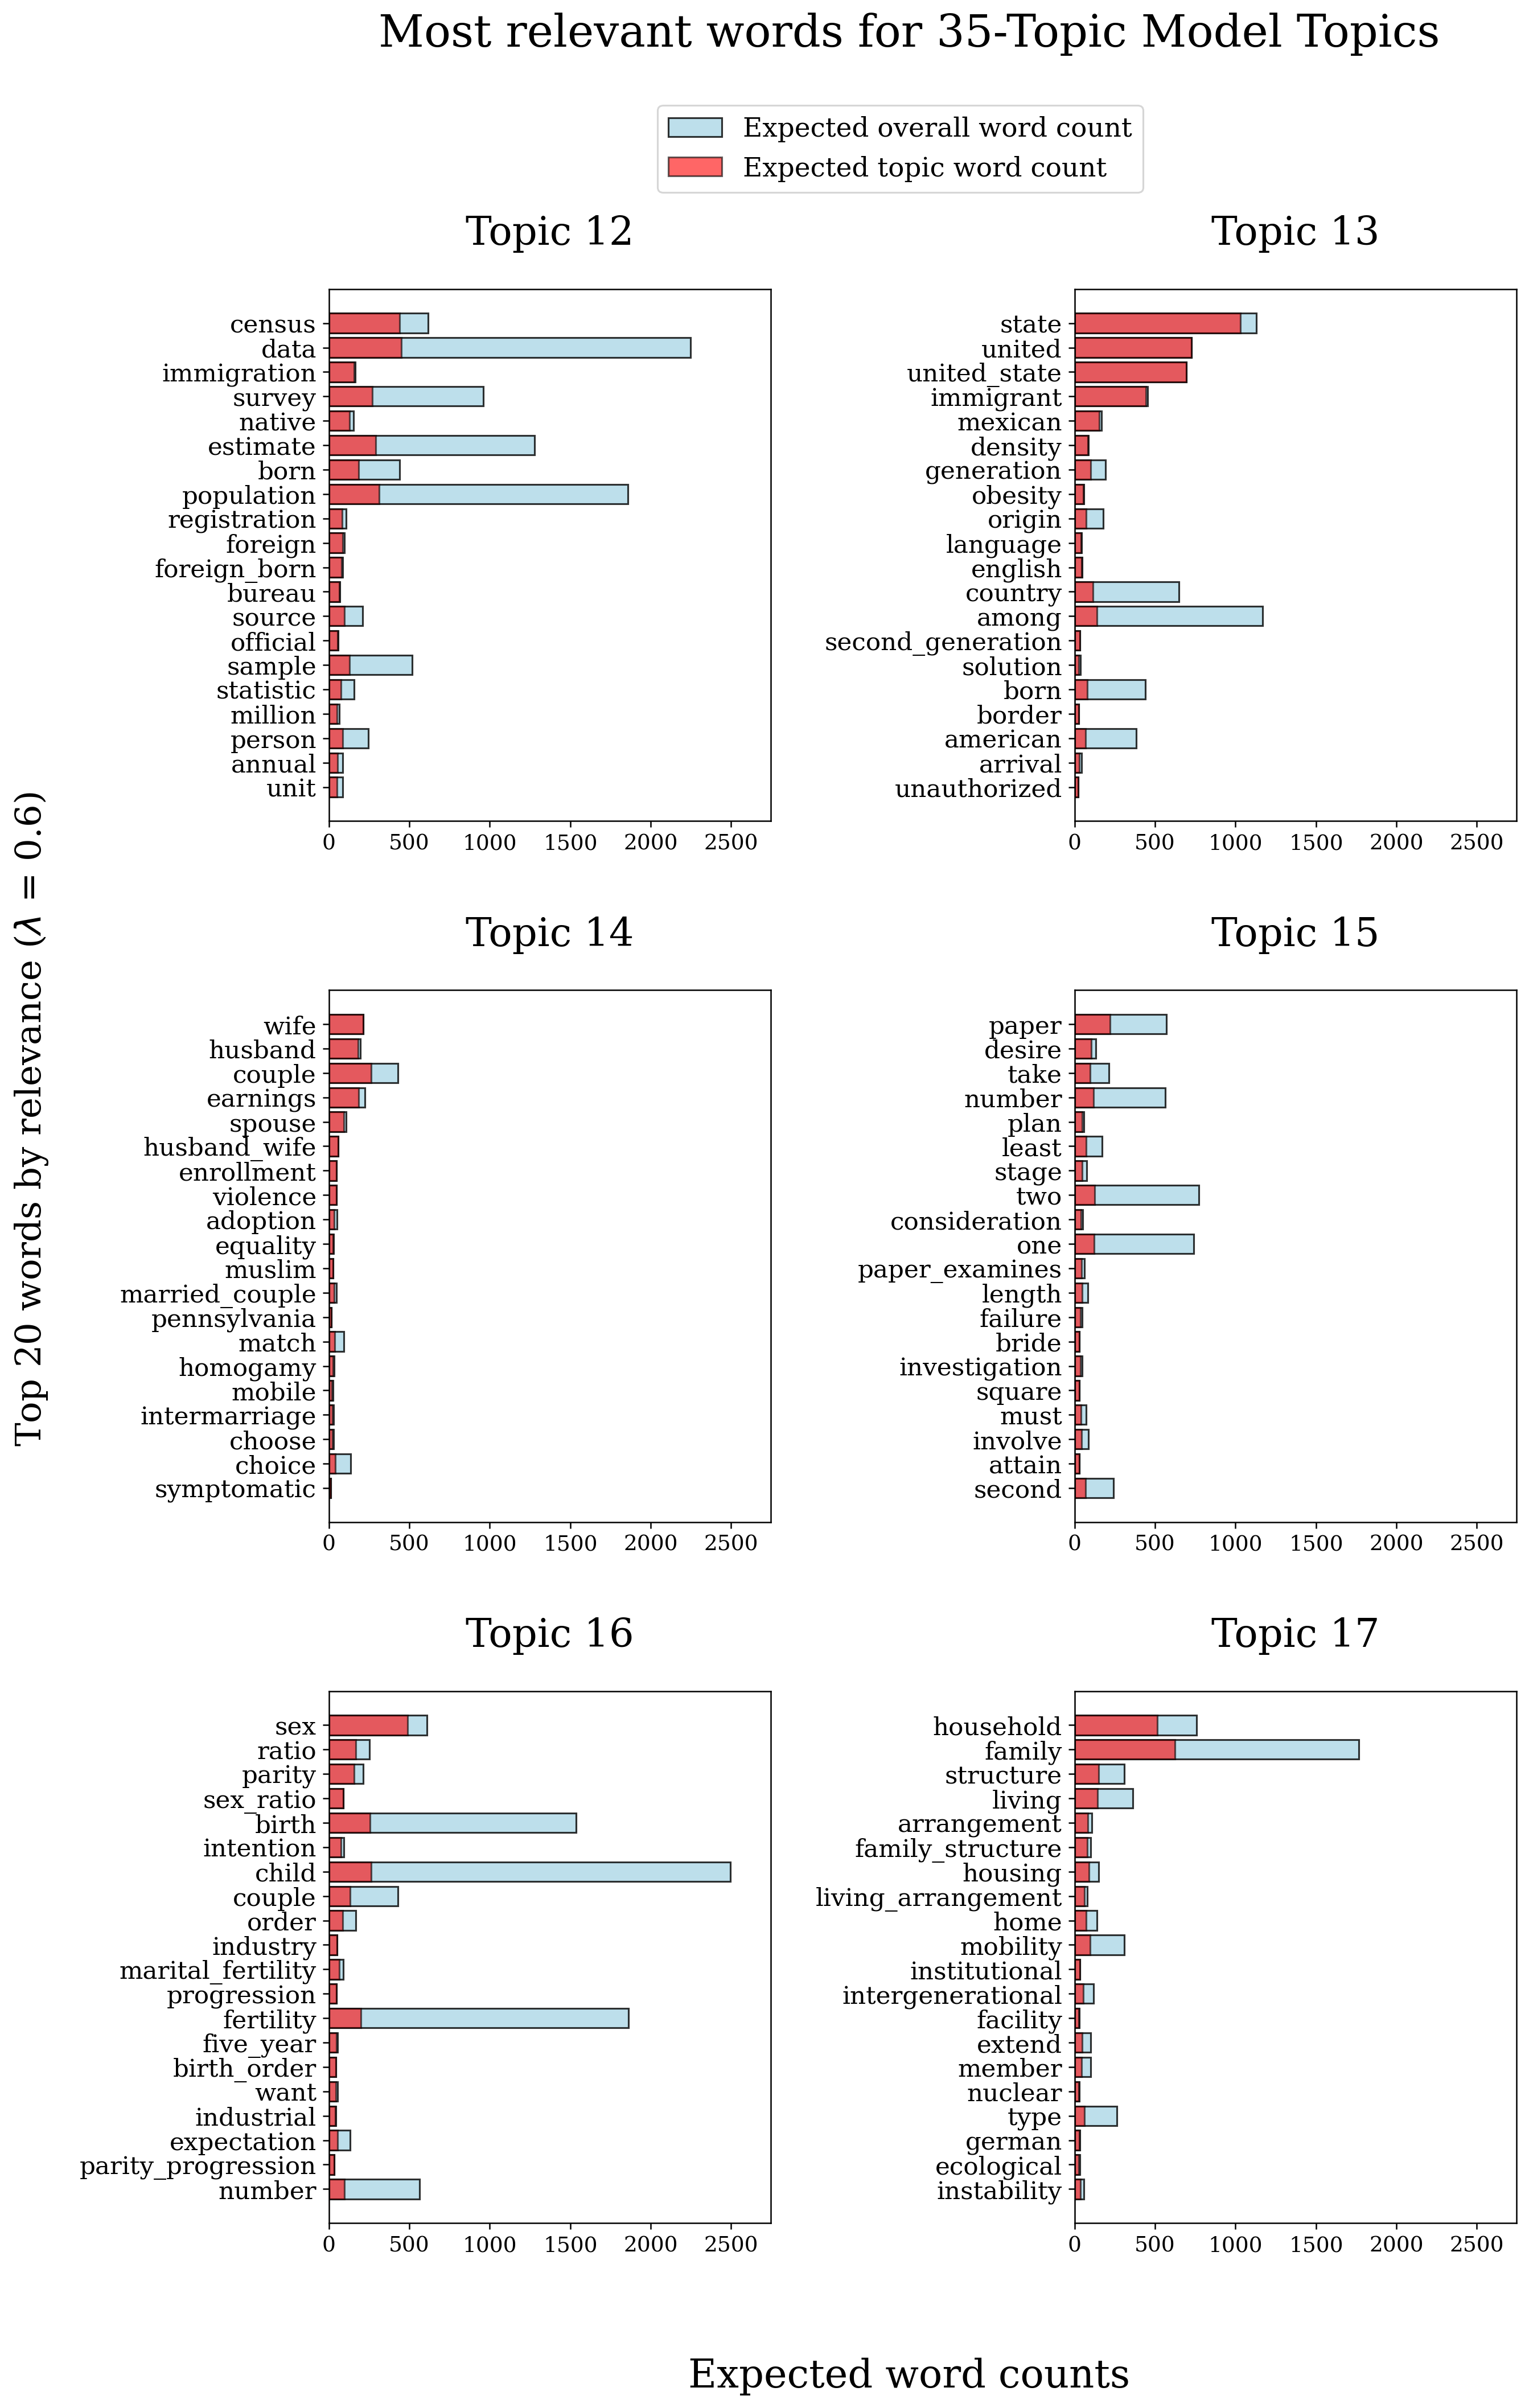 Most relevant words for 35-Topic Model Topics
Expected overall word count
Expected topic word count
Top 20 words by relevance (λ = 0.6)
Topic 12
census
data
immigration
survey
native
estimate
born
population
registration
foreign
foreign_born
bureau
source
official
sample
statistic
million
person
annual
unit
0 500 1000 1500 2000 2500
Topic 13
state
united
united_state
immigrant
mexican
density
generation
obesity
origin
language
english
country
among
second_generation
solution
born
border
american
arrival
unauthorized
0 500 1000 1500 2000 2500
Topic 14
wife
husband
couple
earnings
spouse
husband_wife
enrollment
violence
adoption
equality
muslim
married_couple
pennsylvania
match
homogamy
mobile
intermarriage
choose
choice
symptomatic
0 500 1000 1500 2000 2500
Topic 15
paper
desire
take
number
plan
least
stage
two
consideration
one
paper_examines
length
failure
bride
investigation
square
must
involve
attain
second
0 500 1000 1500 2000 2500
Topic 16
sex
ratio
parity
sex_ratio
birth
intention
child
couple
order
industry
marital_fertility
progression
fertility
five_year
birth_order
want
industrial
expectation
parity_progression
number
0 500 1000 1500 2000 2500
Topic 17
household
family
structure
living
arrangement
family_structure
housing
living_arrangement
home
mobility
institutional
intergenerational
facility
extend
member
nuclear
type
german
ecological
instability
0 500 1000 1500 2000 2500
Expected word counts